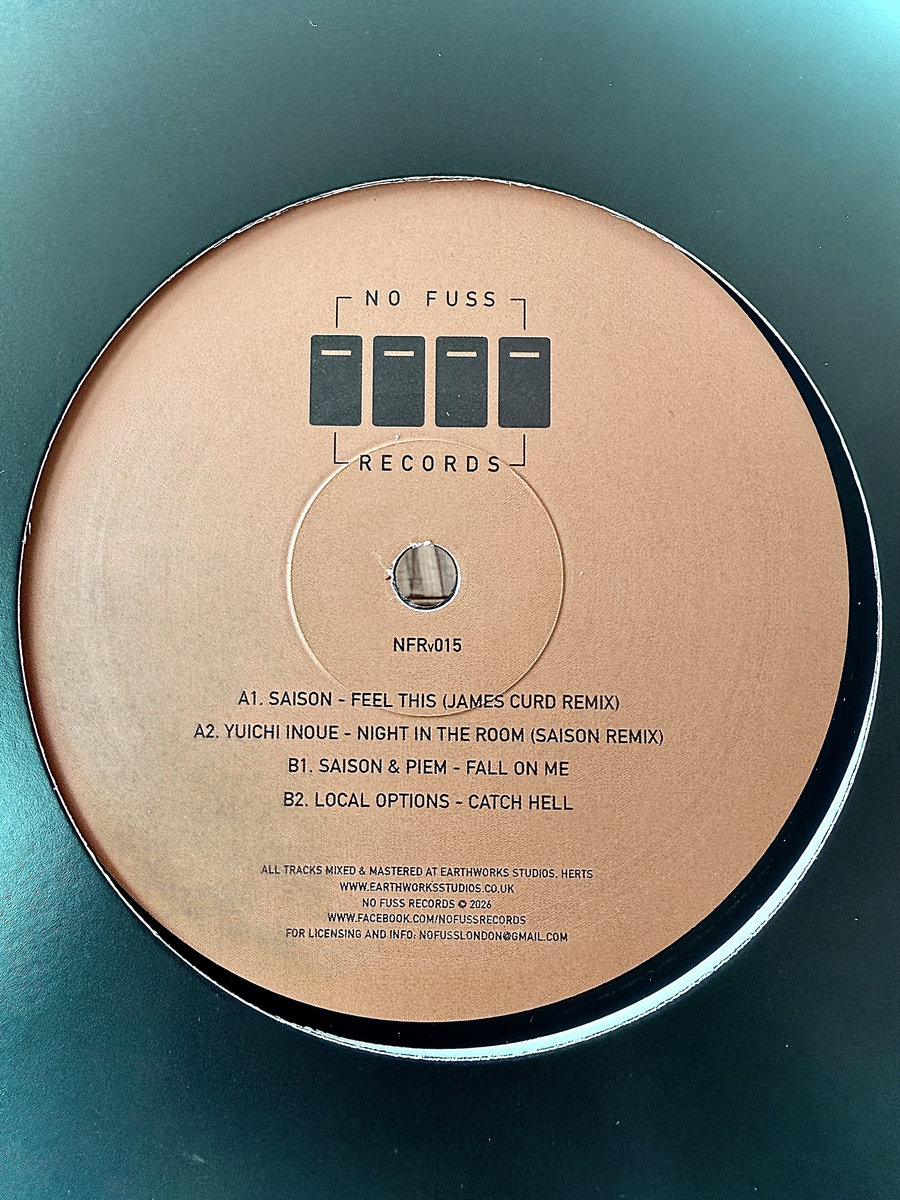 NO FUSS
RECORDS
NFRv015
A1. SAISON - FEEL THIS (JAMES CURD REMIX)
A2. YUICHI INOUE - NIGHT IN THE ROOM (SAISON REMIX)
B1. SAISON & PIEM - FALL ON ME
B2. LOCAL OPTIONS - CATCH HELL
ALL TRACKS MIXED & MASTERED AT EARTHWORKS STUDIOS, HERTS
WWW.EARTHWORKSSTUDIOS.CO.UK
NO FUSS RECORDS © 2026
WWW.FACEBOOK.COM/NOFUSSRECORDS
FOR LICENSING AND INFO: NOFUSSLONDON@GMAIL.COM